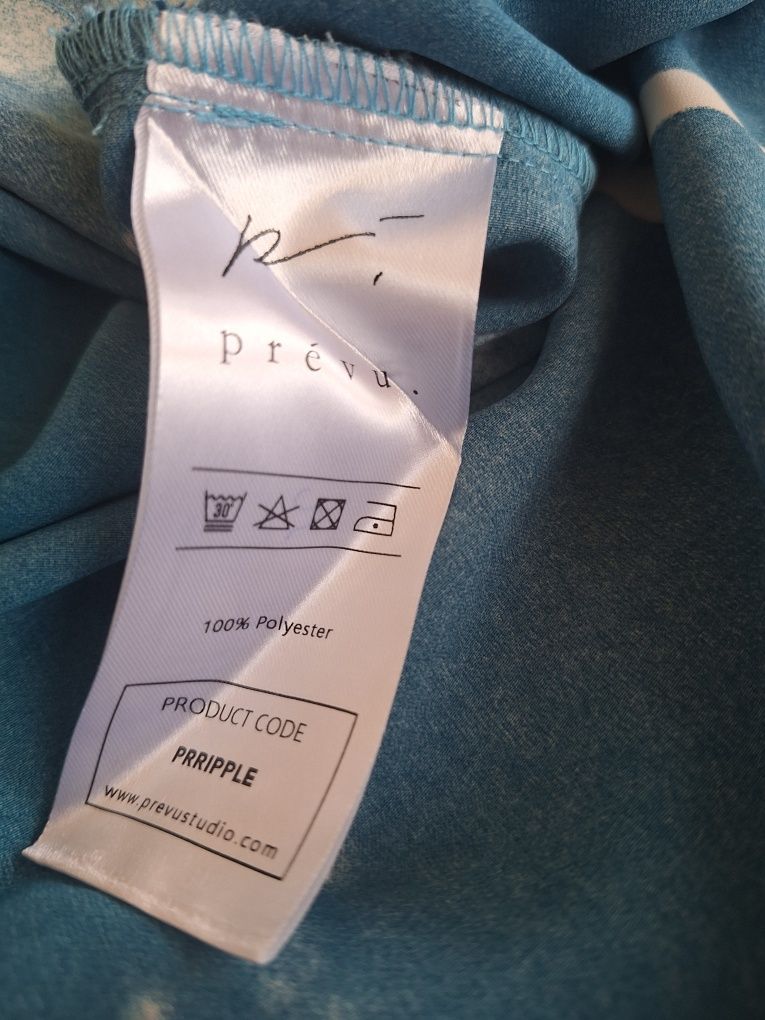 prévu.
30°
100% Polyester
PRODUCT CODE
PRRIPPLE
www.prevustudio.com